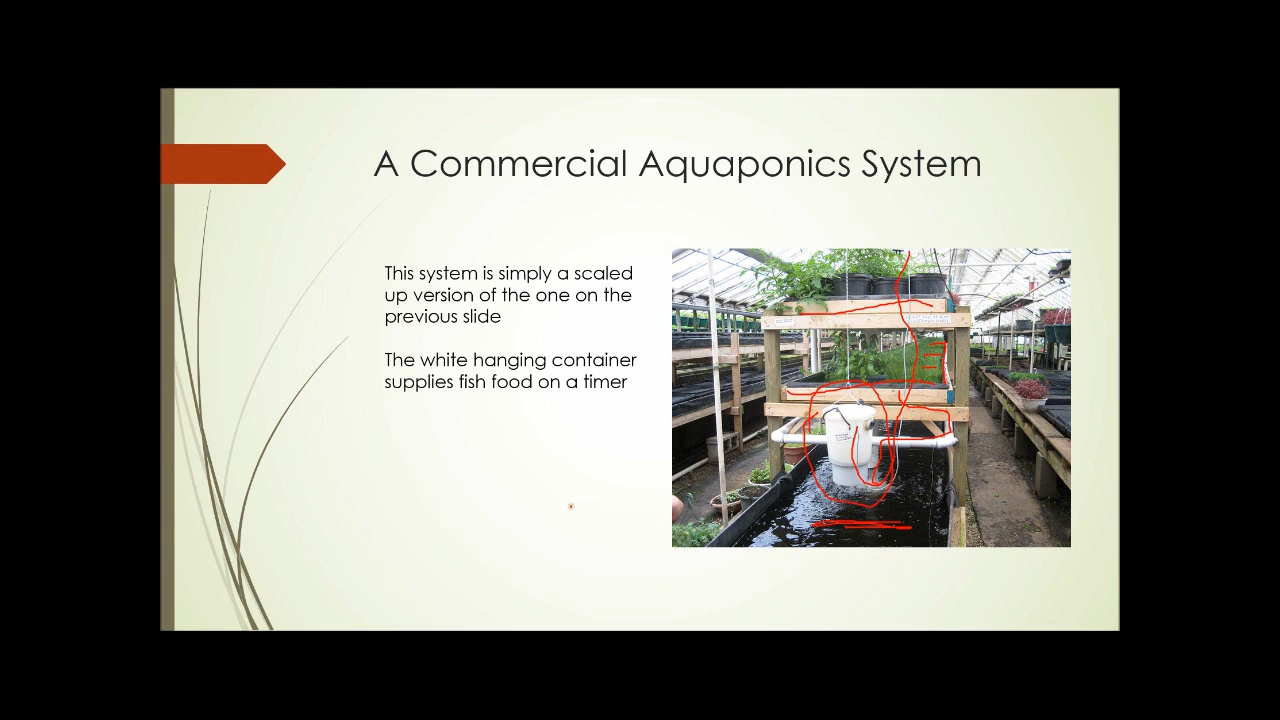 A Commercial Aquaponics System
This system is simply a scaled
up version of the one on the
previous slide
The white hanging container
supplies fish food on a timer